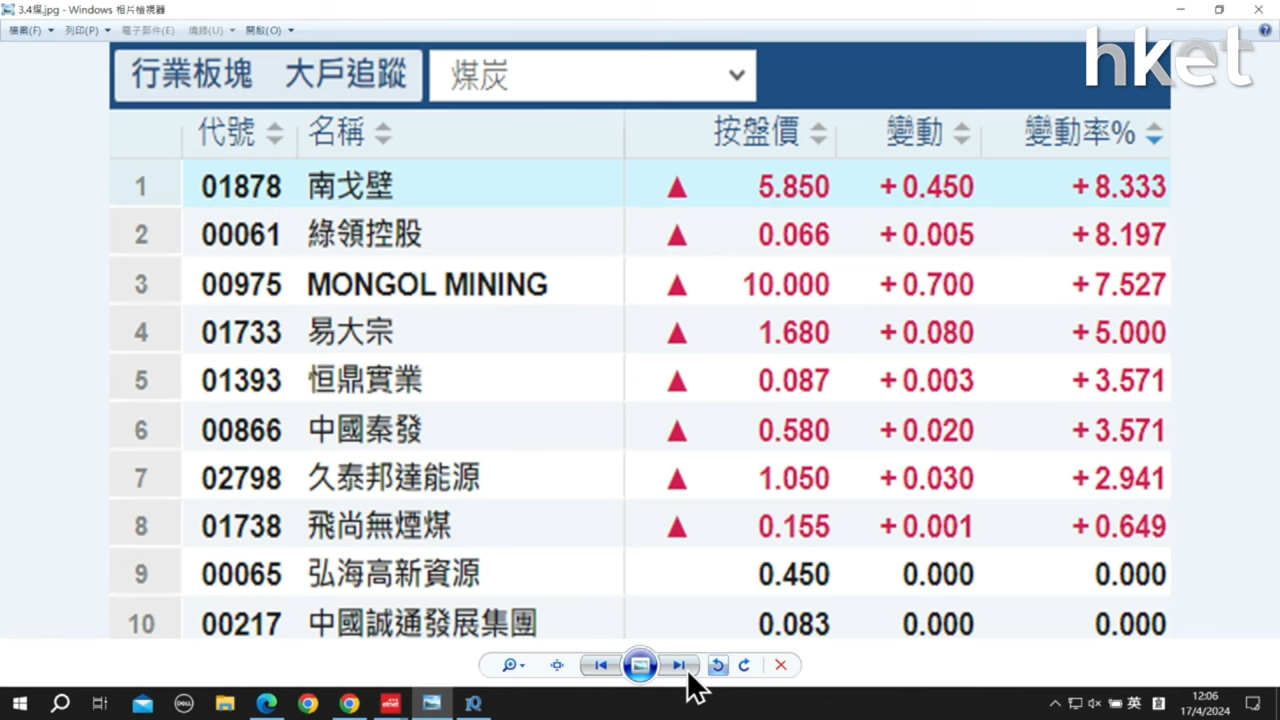 3.4煤.jpg - Windows 相片檢視器
檔案(F) 列印(P) 電子郵件(E) 燒錄(U) 開啟(O)
hket
行業板塊 大戶追蹤 煤炭
代號 名稱 按盤價 變動 變動率%
1 01878 南戈壁 ▲ 5.850 +0.450 +8.333
2 00061 綠領控股 ▲ 0.066 +0.005 +8.197
3 00975 MONGOL MINING ▲ 10.000 +0.700 +7.527
4 01733 易大宗 ▲ 1.680 +0.080 +5.000
5 01393 恒鼎實業 ▲ 0.087 +0.003 +3.571
6 00866 中國秦發 ▲ 0.580 +0.020 +3.571
7 02798 久泰邦達能源 ▲ 1.050 +0.030 +2.941
8 01738 飛尚無煙煤 ▲ 0.155 +0.001 +0.649
9 00065 弘海高新資源 0.450 0.000 0.000
10 00217 中國誠通發展集團 0.083 0.000 0.000
DELL
etnet
英
12:06
17/4/2024